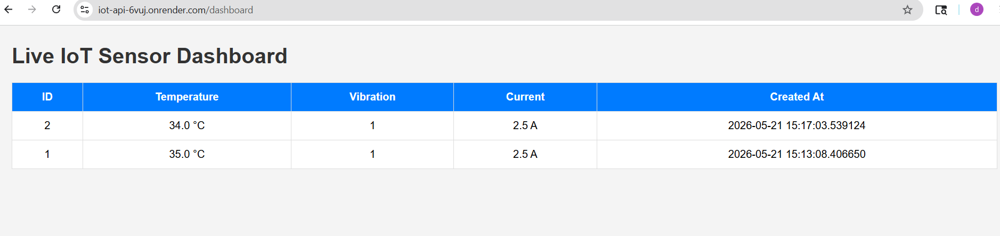 iot-api-6vuj.onrender.com/dashboard
d
Live IoT Sensor Dashboard
ID Temperature Vibration Current Created At
2 34.0 °C 1 2.5 A 2026-05-21 15:17:03.539124
1 35.0 °C 1 2.5 A 2026-05-21 15:13:08.406650